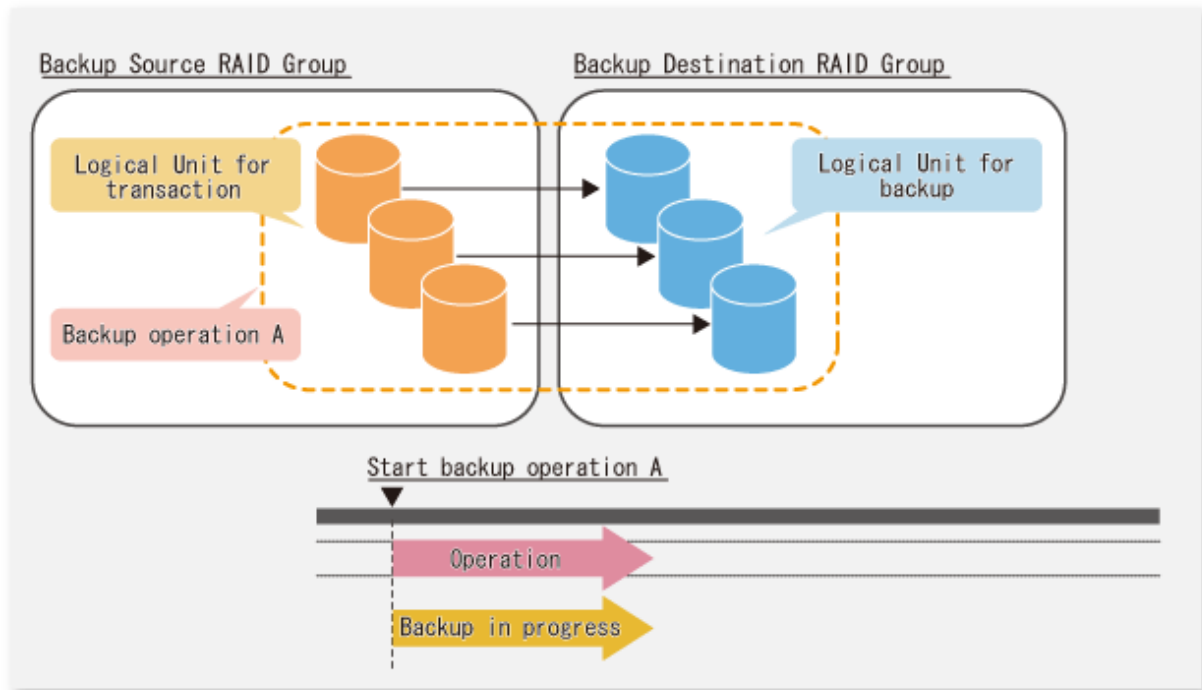 Backup Source RAID Group
Backup Destination RAID Group
Logical Unit for
transaction
Logical Unit for
backup
Backup operation A
Start backup operation A
Operation
Backup in progress